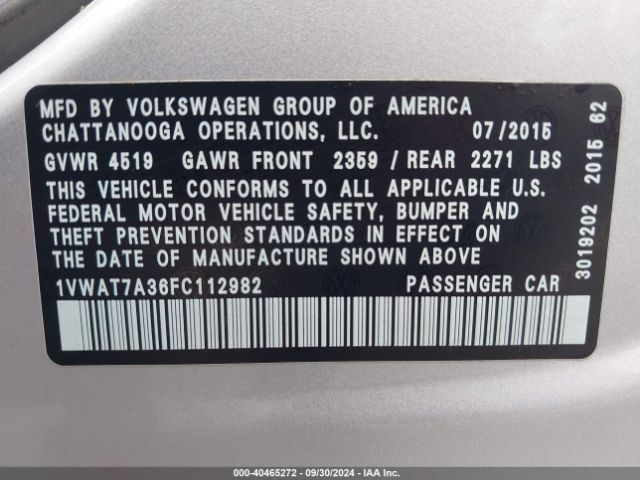 MFD BY VOLKSWAGEN GROUP OF AMERICA
CHATTANOOGA OPERATIONS, LLC. 07/2015
GVWR 4519 GAWR FRONT 2359 / REAR 2271 LBS
THIS VEHICLE CONFORMS TO ALL APPLICABLE U.S.
FEDERAL MOTOR VEHICLE SAFETY, BUMPER AND
THEFT PREVENTION STANDARDS IN EFFECT ON
THE DATE OF MANUFACTURE SHOWN ABOVE
1VWAT7A36FC112982 PASSENGER CAR
3019202 2015 62
© - 40465272 - 09/30/2024 - IAA